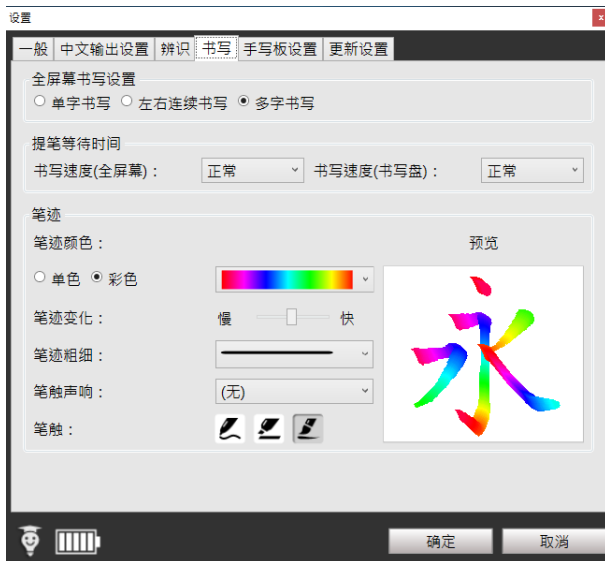 设置
一般 中文输出设置 辨识 书写 手写板设置 更新设置
全屏幕书写设置
单字书写 左右连续书写 多字书写
提笔等待时间
书写速度(全屏幕)： 正常 书写速度(书写盘)： 正常
笔迹
笔迹颜色： 预览
单色 彩色
笔迹变化： 慢 快
笔迹粗细：
笔触声响： (无)
笔触：
永
确定 取消